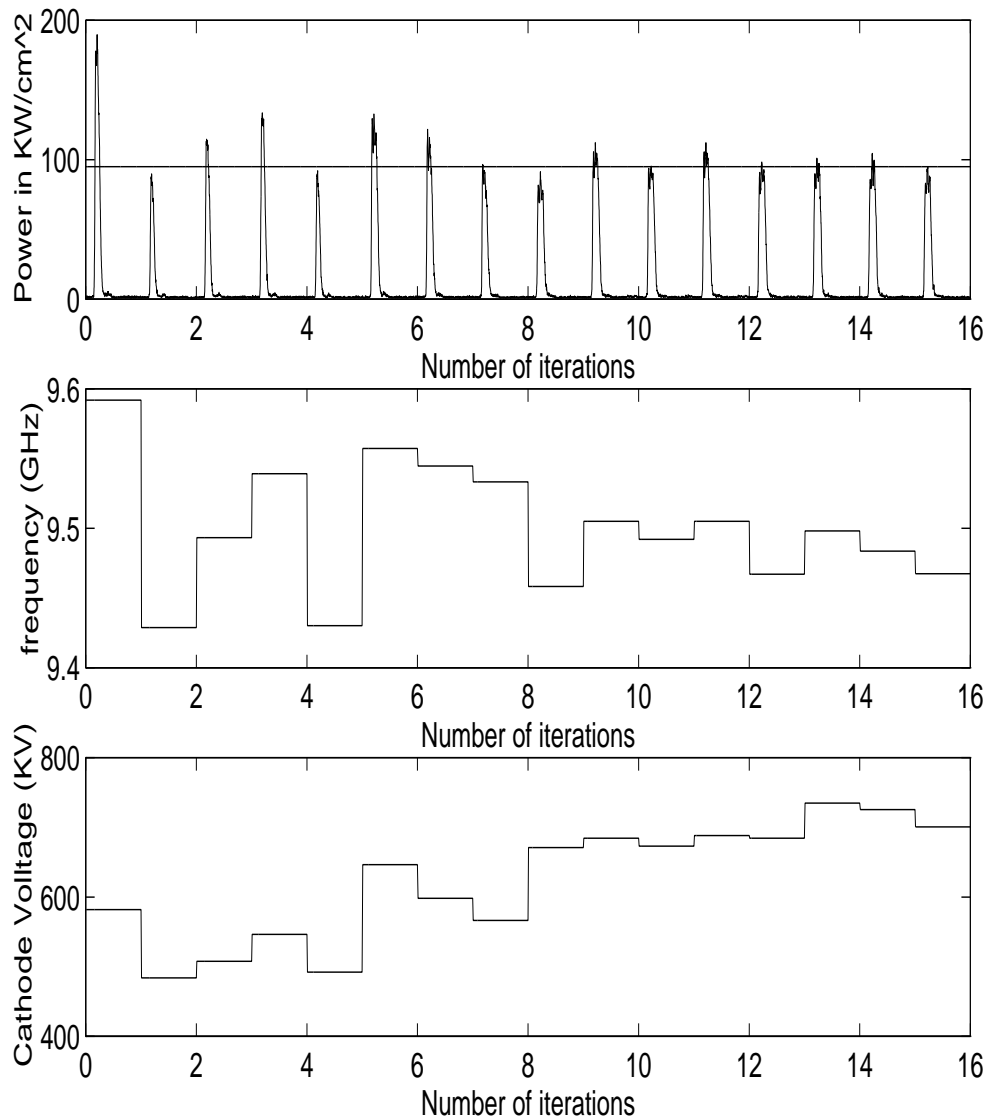 Power in KW/cm^2
200
100
0
0 2 4 6 8 10 12 14 16
Number of iterations
frequency (GHz)
9.6
9.5
9.4
0 2 4 6 8 10 12 14 16
Number of iterations
Cathode Volltage (KV)
800
600
400
0 2 4 6 8 10 12 14 16
Number of iterations